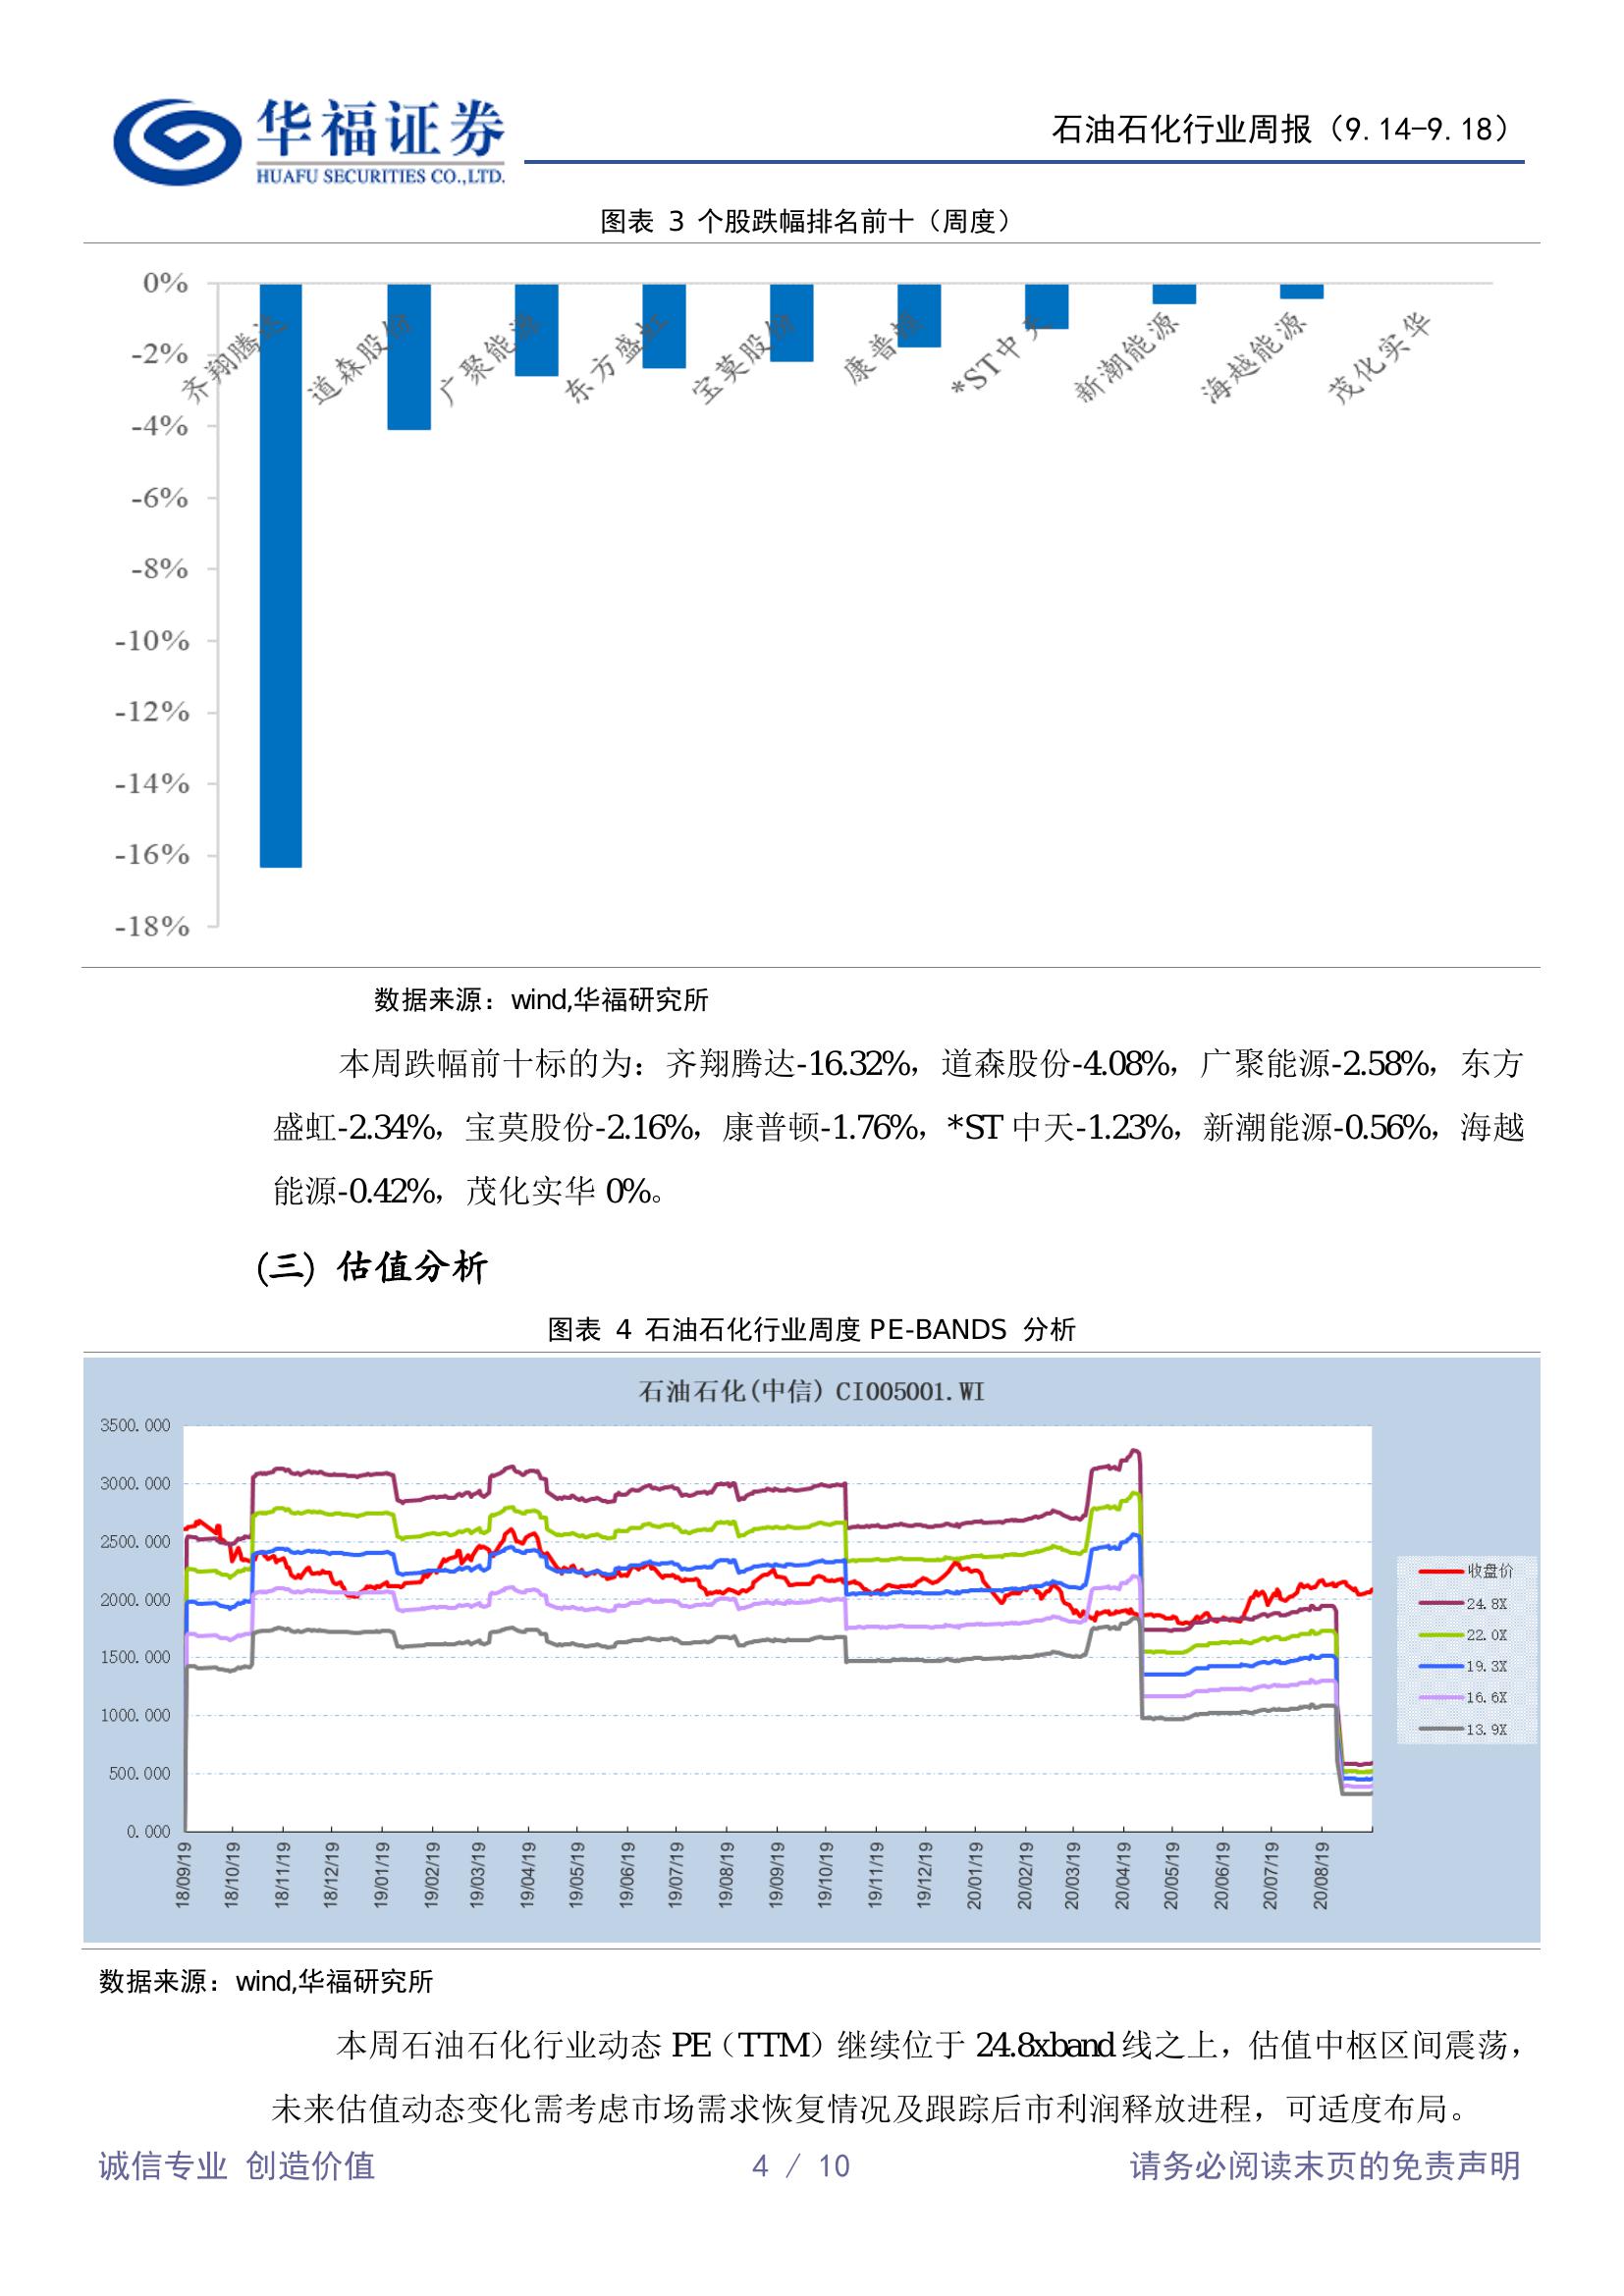 华福证券
HUAFU SECURITIES CO.,LTD.
石油石化行业周报（9.14-9.18）
图表 3 个股跌幅排名前十（周度）
0%
-2%
-4%
-6%
-8%
-10%
-12%
-14%
-16%
-18%
齐翔腾达
道森股份
广聚能源
东方盛虹
宝莫股份
康普顿
*ST中天
新潮能源
海越能源
茂化实华
数据来源：wind,华福研究所
本周跌幅前十标的为：齐翔腾达-16.32%，道森股份-4.08%，广聚能源-2.58%，东方
盛虹-2.34%，宝莫股份-2.16%，康普顿-1.76%，*ST 中天-1.23%，新潮能源-0.56%，海越
能源-0.42%，茂化实华 0%。
(三) 估值分析
图表 4 石油石化行业周度 PE-BANDS 分析
石油石化(中信) CI005001.WI
3500.000
3000.000
2500.000
2000.000
1500.000
1000.000
500.000
0.000
18/09/19
18/10/19
18/11/19
18/12/19
19/01/19
19/02/19
19/03/19
19/04/19
19/05/19
19/06/19
19/07/19
19/08/19
19/09/19
19/10/19
19/11/19
19/12/19
20/01/19
20/02/19
20/03/19
20/04/19
20/05/19
20/06/19
20/07/19
20/08/19
收盘价
24.8X
22.0X
19.3X
16.6X
13.9X
数据来源：wind,华福研究所
本周石油石化行业动态 PE（TTM）继续位于 24.8xband 线之上，估值中枢区间震荡，
未来估值动态变化需考虑市场需求恢复情况及跟踪后市利润释放进程，可适度布局。
诚信专业 创造价值
4 / 10
请务必阅读末页的免责声明